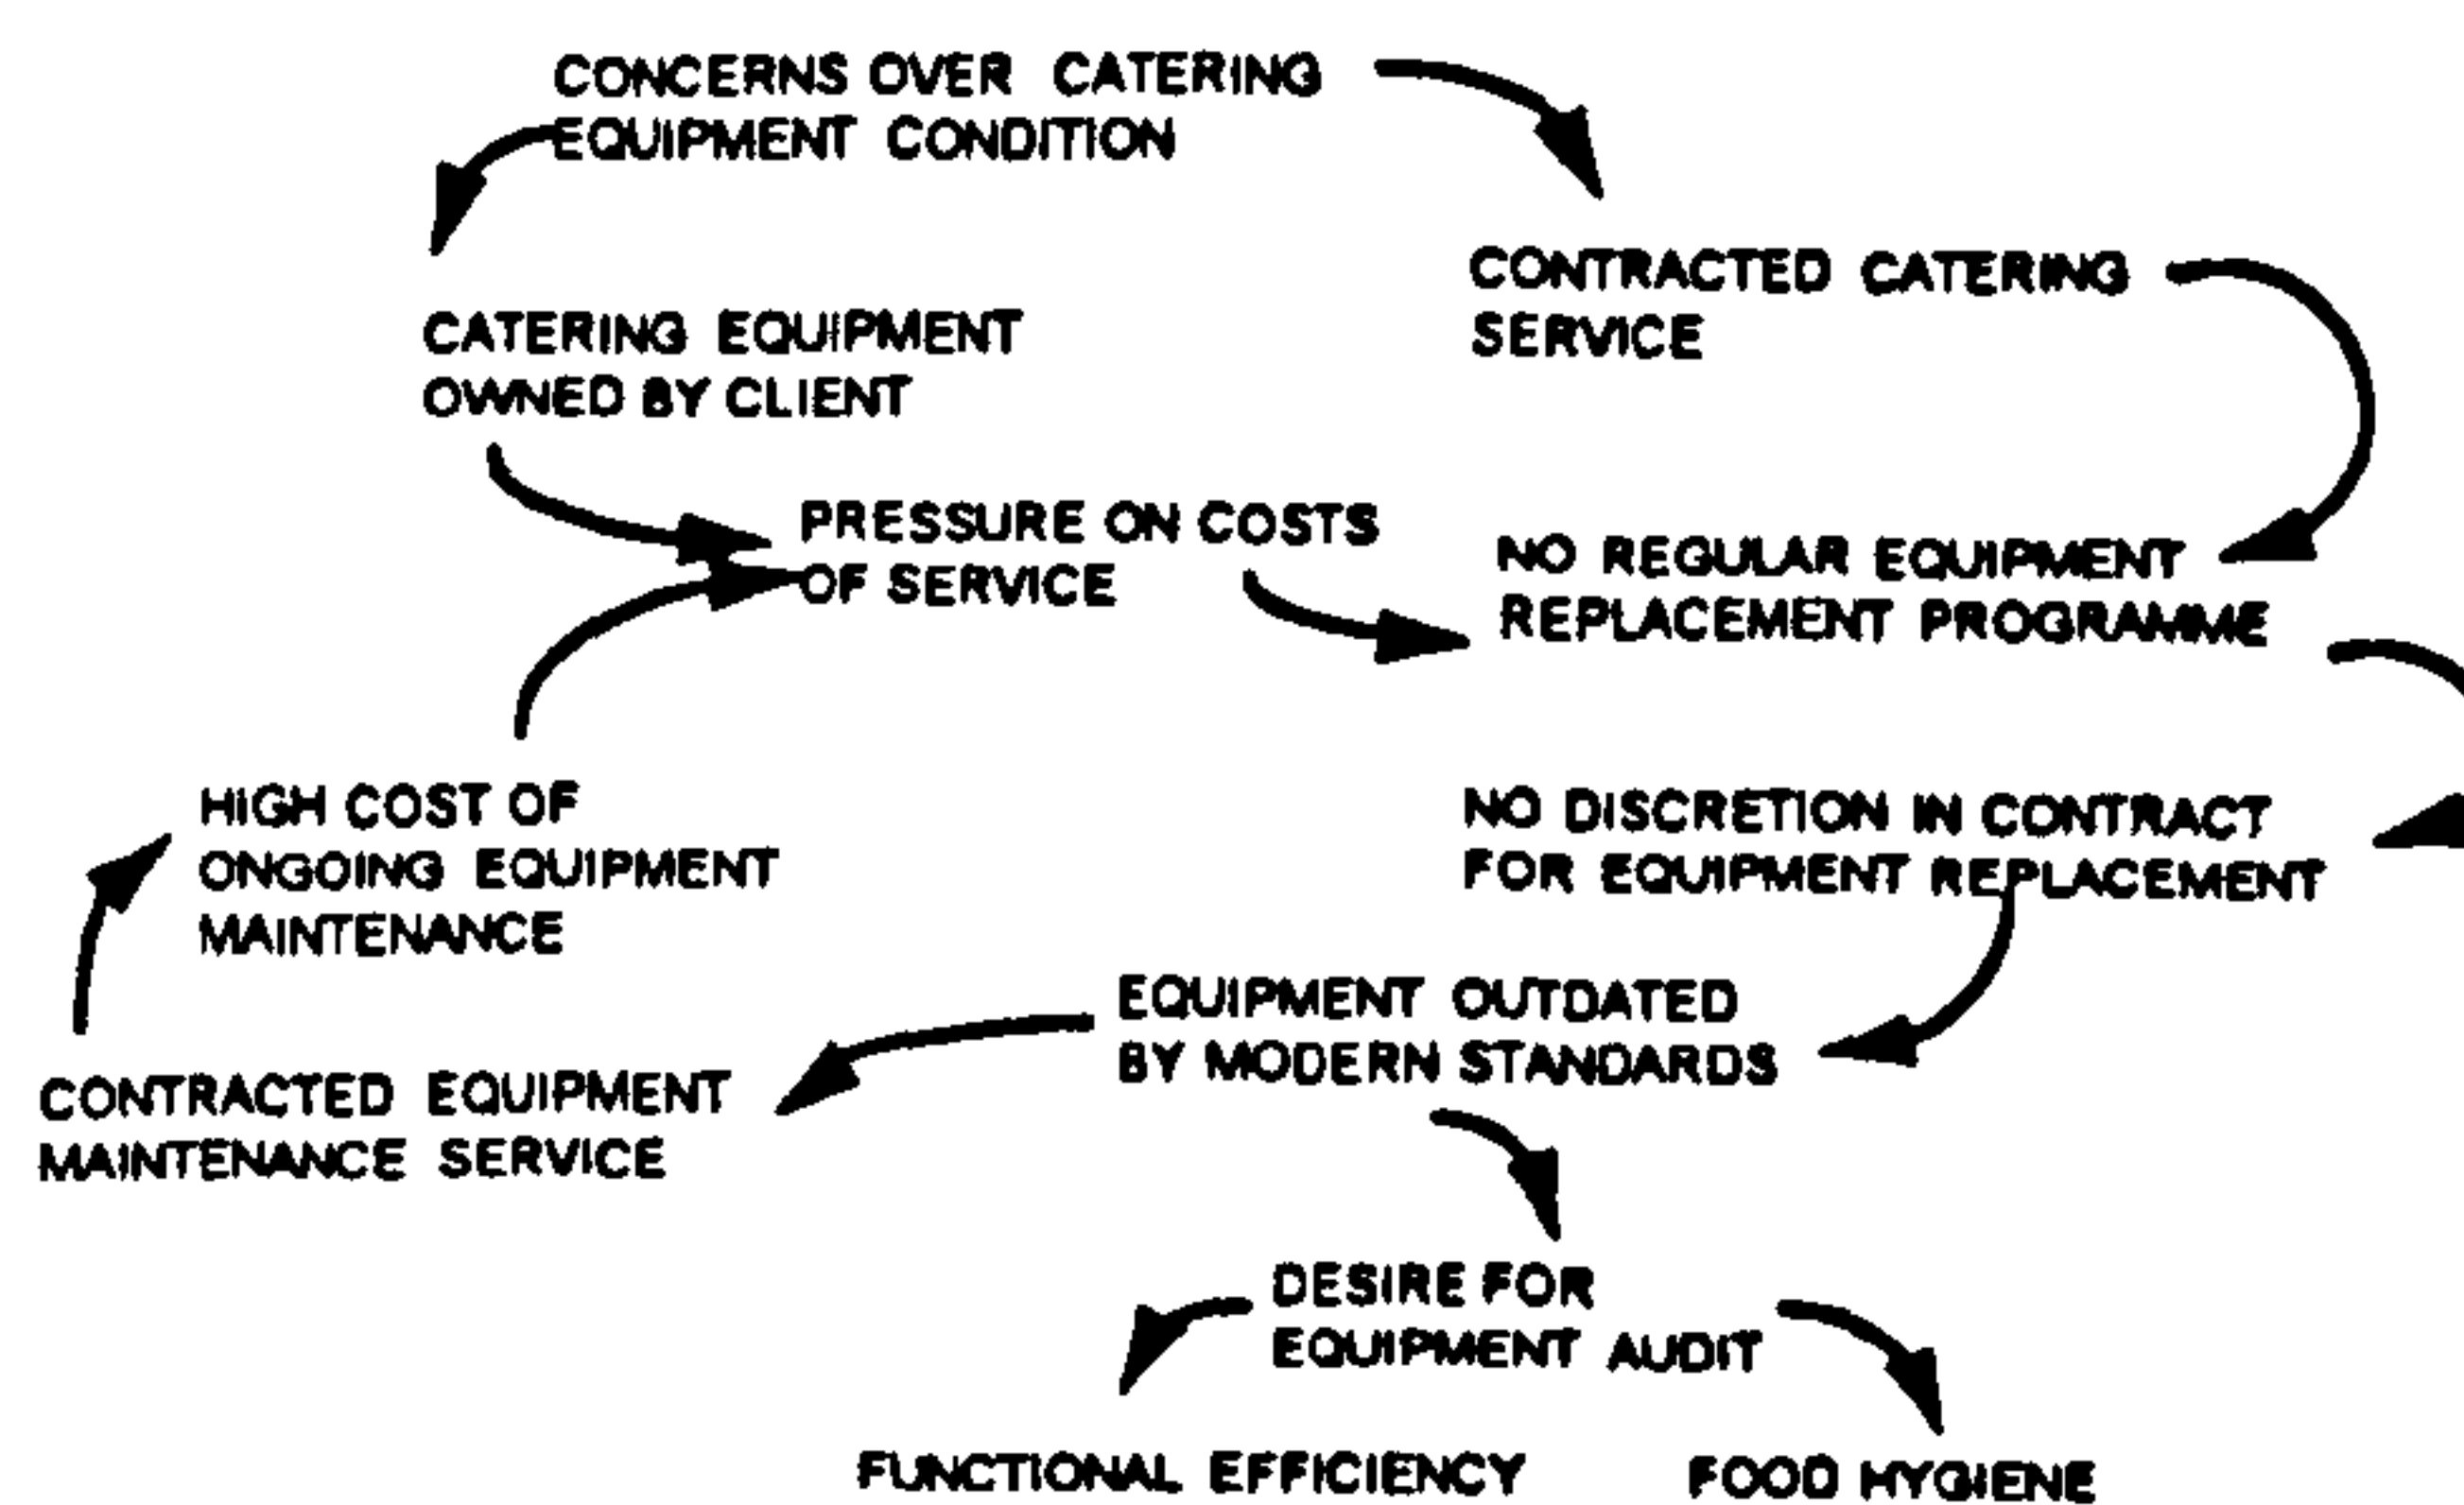 CONCERNS OVER CATERING
EQUIPMENT CONDITION
CONTRACTED CATERING
SERVICE
CATERING EQUIPMENT
OWNED BY CLIENT
PRESSURE ON COSTS
OF SERVICE
NO REGULAR EQUIPMENT
REPLACEMENT PROGRAMME
HIGH COST OF
ONGOING EQUIPMENT
MAINTENANCE
NO DISCRETION IN CONTRACT
FOR EQUIPMENT REPLACEMENT
EQUIPMENT OUTDATED
BY MODERN STANDARDS
CONTRACTED EQUIPMENT
MAINTENANCE SERVICE
DESIRE FOR
EQUIPMENT AUDIT
FUNCTIONAL EFFICIENCY
FOOD HYGIENE